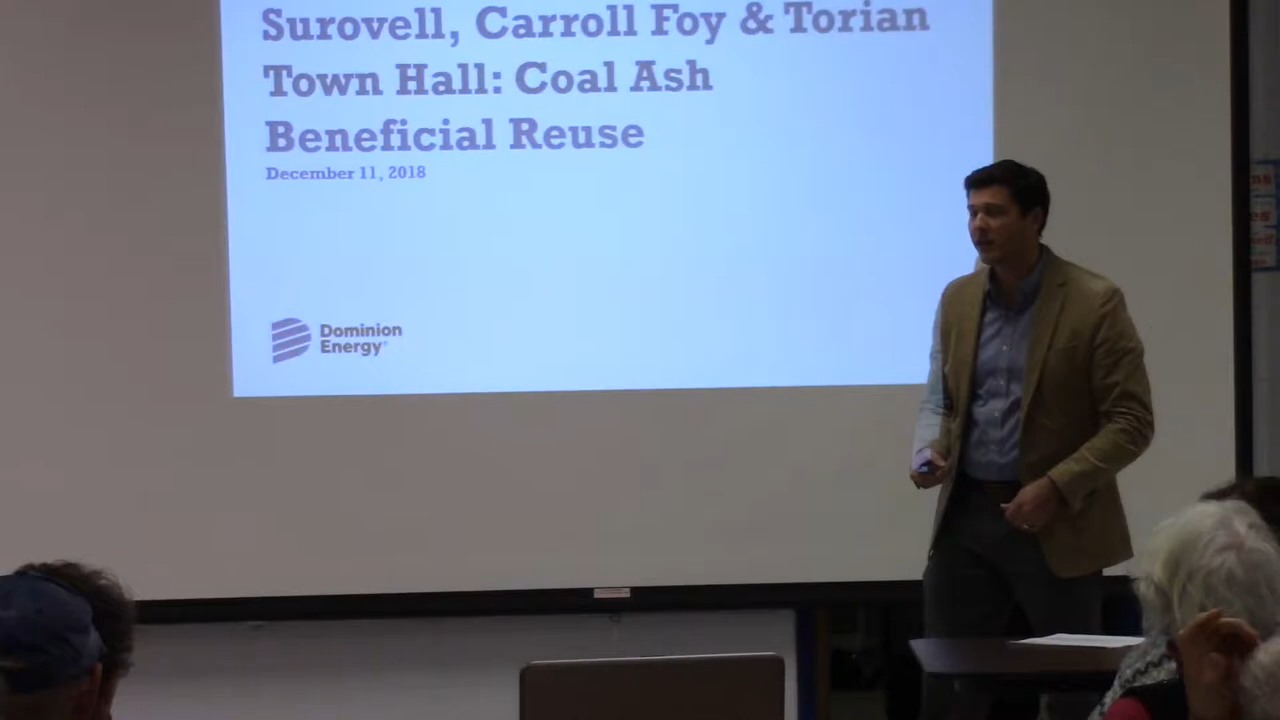 Surovell, Carroll Foy & Torian
Town Hall: Coal Ash
Beneficial Reuse
December 11, 2018
Dominion
Energy®